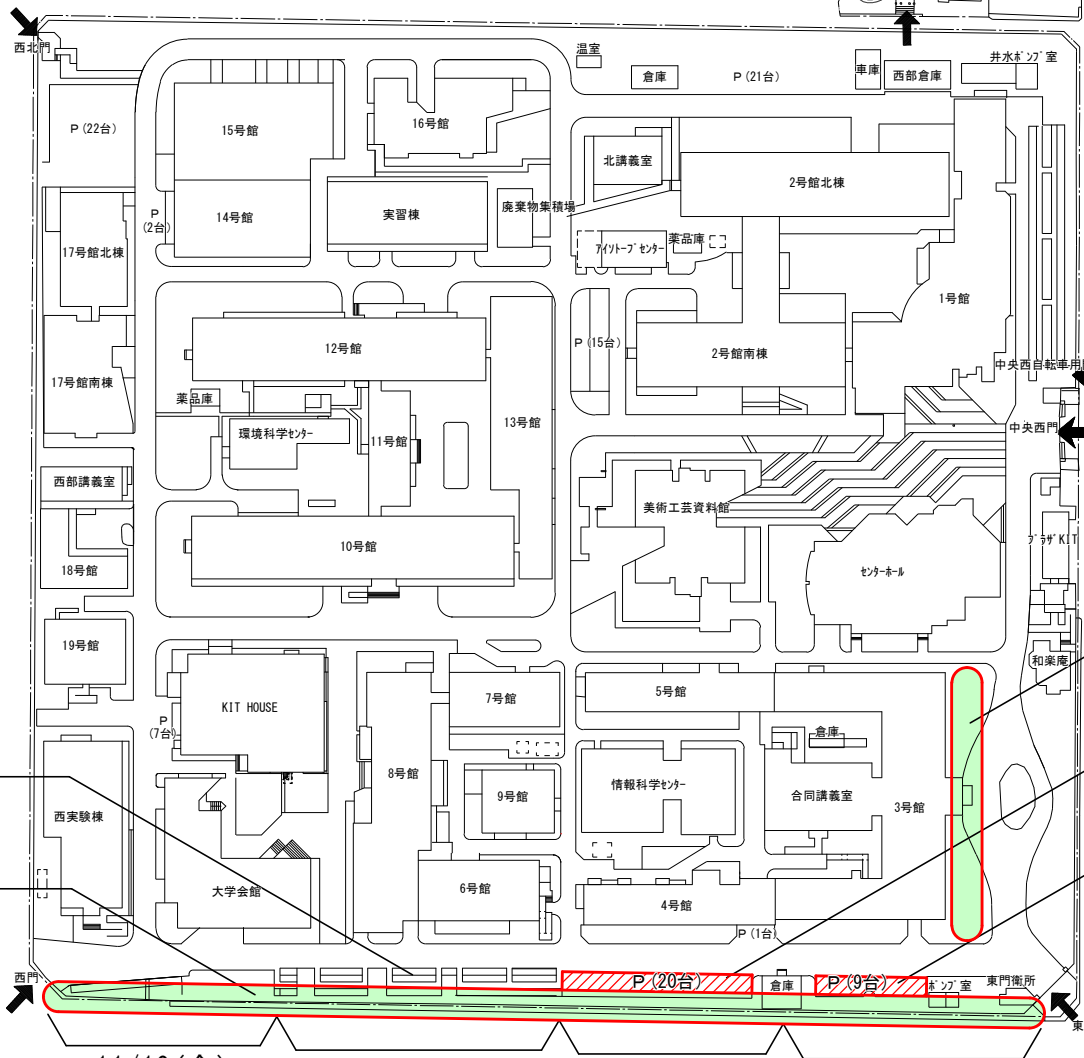 西北門
温室
倉庫
P (21台)
車庫
西部倉庫
井水ポンプ室
P (22台)
15号館
16号館
北講義室
2号館北棟
P
(2台)
14号館
実習棟
廃棄物集積場
17号館北棟
アイソトープセンター
薬品庫
1号館
12号館
P (15台)
2号館南棟
17号館南棟
中央西自転車用
薬品庫
環境科学センター
11号館
13号館
中央西門
西部講義室
美術工芸資料館
10号館
センターホール
プラザKIT
18号館
19号館
和楽庵
KIT HOUSE
7号館
5号館
P
(7台)
倉庫
8号館
9号館
情報科学センター
合同講義室
3号館
西実験棟
大学会館
6号館
4号館
P (1台)
西門
P (20台)
倉庫
P (9台)
ポンプ室
東門衛所
東